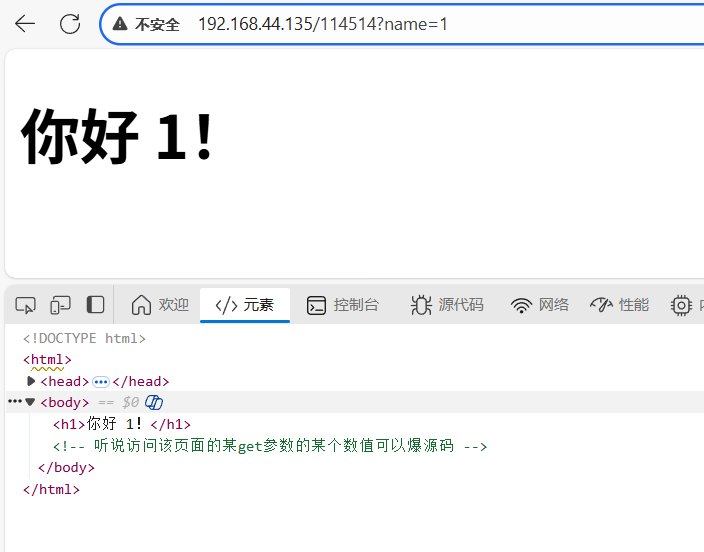 不安全 192.168.44.135/114514?name=1
你好 1！
欢迎 </> 元素 控制台 源代码 网络 性能
<!DOCTYPE html>
<html>
<head>…</head>
… <body> == $0
<h1>你好 1！</h1>
<!-- 听说访问该页面的某get参数的某个数值可以爆源码 -->
</body>
</html>